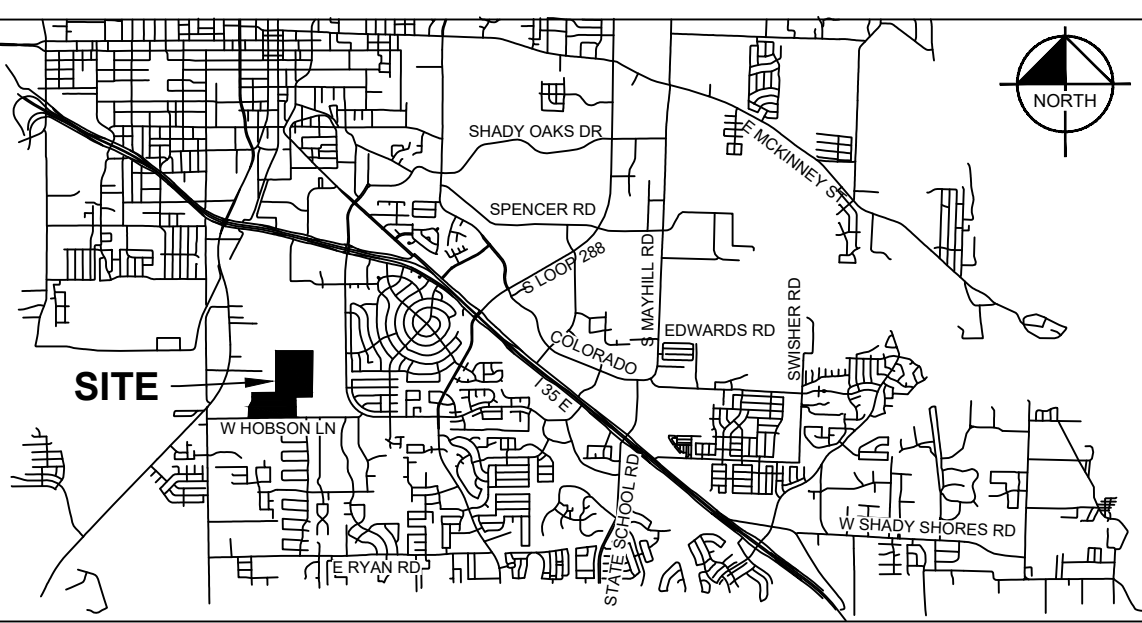 NORTH
SHADY OAKS DR
E MCKINNEY ST
SPENCER RD
S LOOP 288
S MAYHILL RD
SWISHER RD
EDWARDS RD
COLORADO
SITE
I 35 E
W HOBSON LN
STATE SCHOOL RD
W SHADY SHORES RD
E RYAN RD